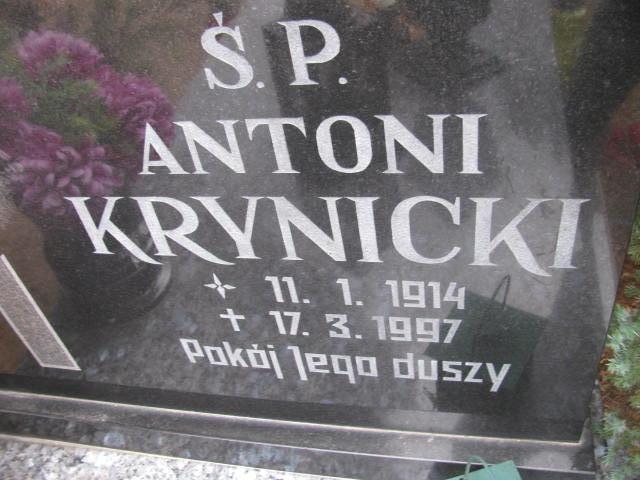 Ś.P.
ANTONI
KRYNICKI
✧ 11. 1. 1914
+ 17. 3. 1997
Pokój Jego duszy